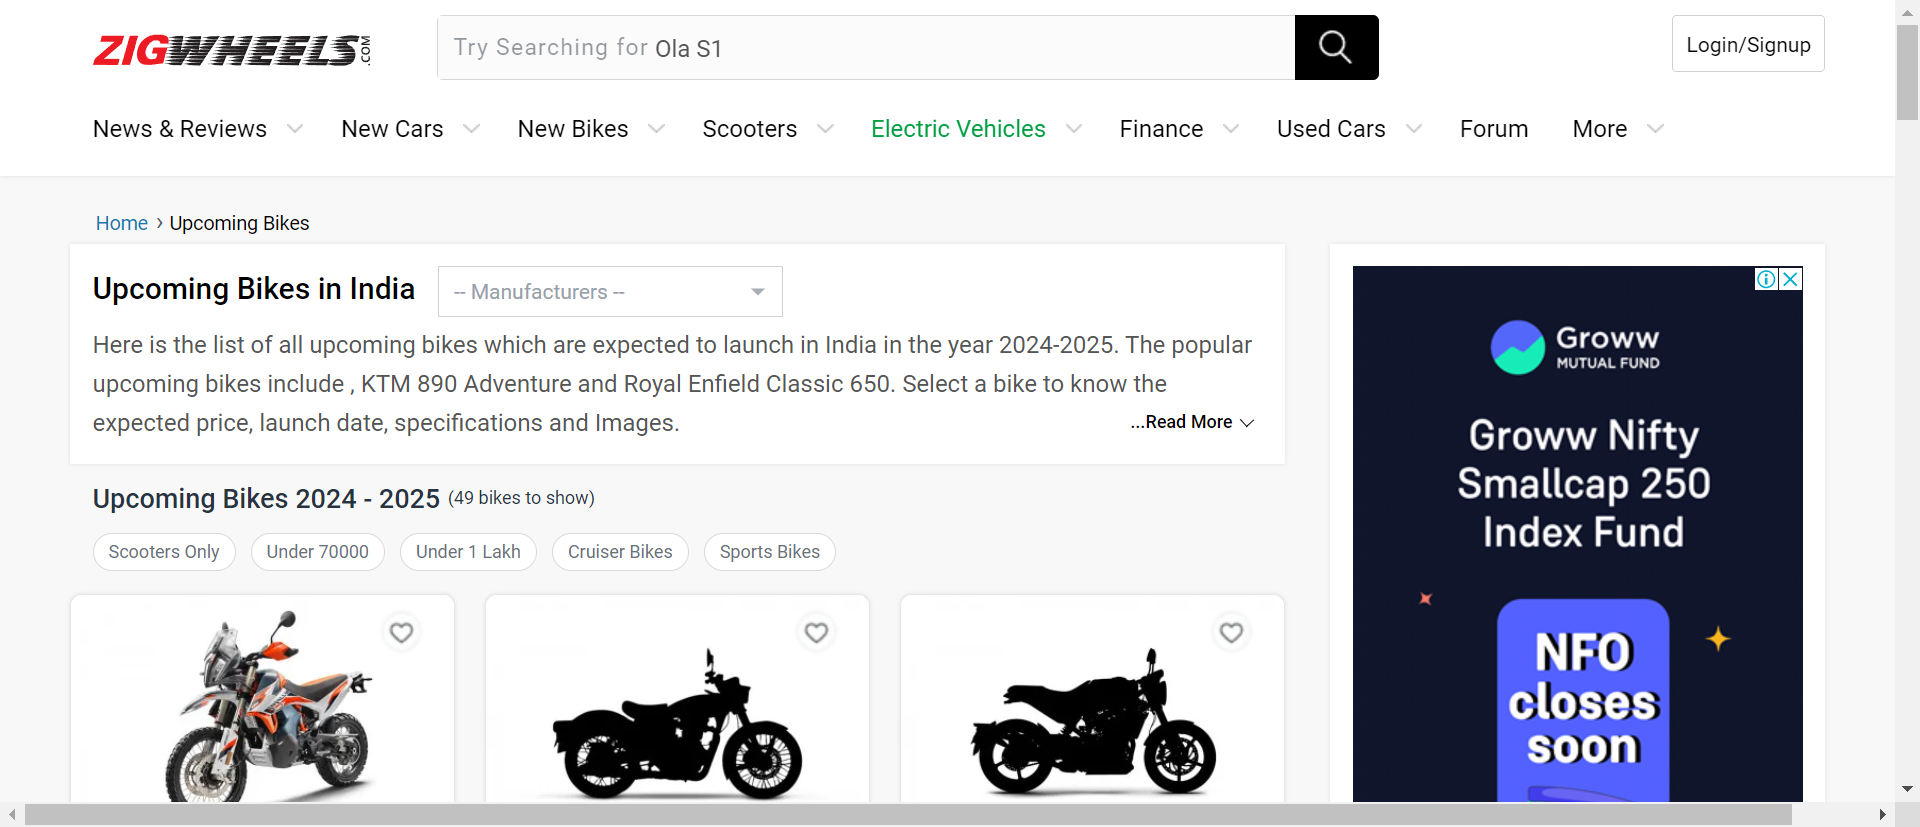 ZIGWHEELS.COM
Try Searching for Ola S1
Login/Signup
News & Reviews New Cars New Bikes Scooters Electric Vehicles Finance Used Cars Forum More
Home › Upcoming Bikes
Upcoming Bikes in India
-- Manufacturers --
Here is the list of all upcoming bikes which are expected to launch in India in the year 2024-2025. The popular
upcoming bikes include , KTM 890 Adventure and Royal Enfield Classic 650. Select a bike to know the
expected price, launch date, specifications and Images.
...Read More
Upcoming Bikes 2024 - 2025 (49 bikes to show)
Scooters Only Under 70000 Under 1 Lakh Cruiser Bikes Sports Bikes
Groww
MUTUAL FUND
Groww Nifty
Smallcap 250
Index Fund
NFO
closes
soon